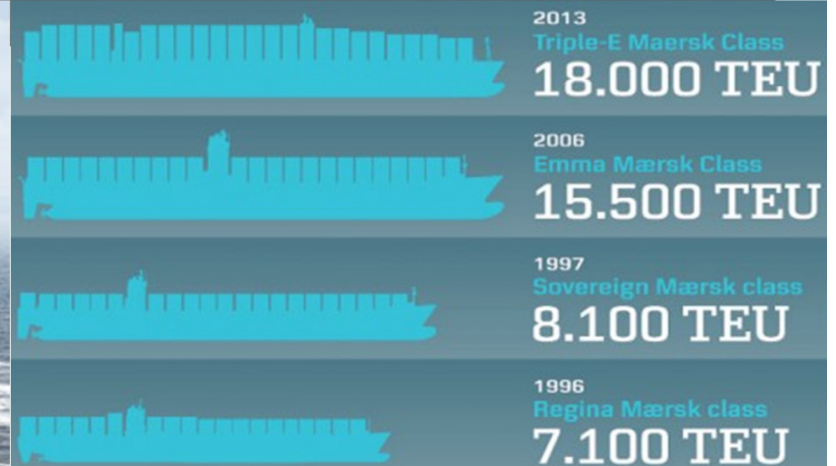 2013
Triple-E Maersk Class
18.000 TEU
2006
Emma Mærsk Class
15.500 TEU
1997
Sovereign Mærsk class
8.100 TEU
1996
Regina Mærsk class
7.100 TEU